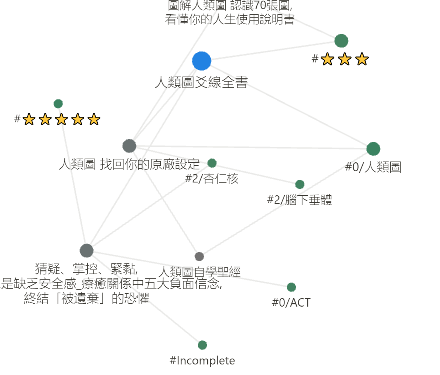 圖解人類圖 認識70張圖,
看懂你的人生使用說明書
#⭐⭐⭐
人類圖爻線全書
#⭐⭐⭐⭐⭐
人類圖 找回你的原廠設定
#0/人類圖
#2/杏仁核
#2/腦下垂體
猜疑、掌控、緊黏,
是缺乏安全感_療癒關係中五大負面信念,
終結「被遺棄」的恐懼
人類圖自學聖經
#0/ACT
#Incomplete